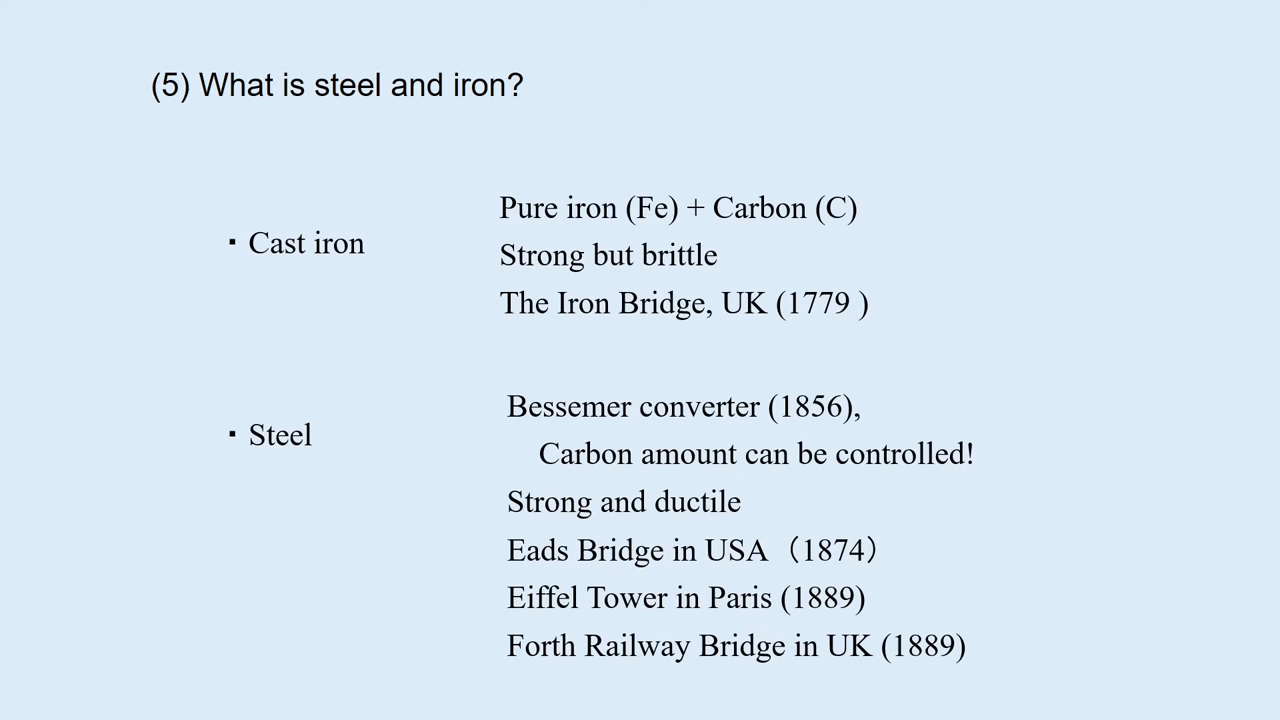 (5) What is steel and iron?
Pure iron (Fe) + Carbon (C)
・Cast iron
Strong but brittle
The Iron Bridge, UK (1779 )
Bessemer converter (1856),
・Steel
Carbon amount can be controlled!
Strong and ductile
Eads Bridge in USA（1874）
Eiffel Tower in Paris (1889)
Forth Railway Bridge in UK (1889)